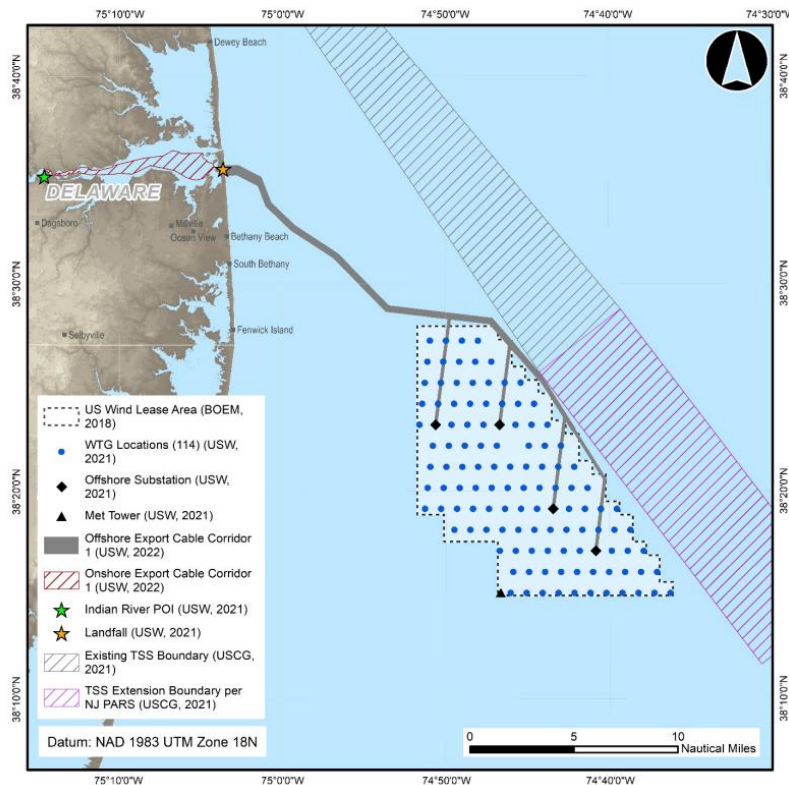 75°10'0"W
75°0'0"W
74°50'0"W
74°40'0"W
74°30'0"W
38°40'0"N
38°40'0"N
Dewey Beach
DELAWARE
Dagsboro
Millville
Ocean View
Bethany Beach
South Bethany
38°30'0"N
38°30'0"N
Selbyville
Fenwick Island
US Wind Lease Area (BOEM,
2018)
WTG Locations (114) (USW,
2021)
Offshore Substation (USW,
2021)
Met Tower (USW, 2021)
Offshore Export Cable Corridor
1 (USW, 2022)
Onshore Export Cable Corridor
1 (USW, 2022)
Indian River POI (USW, 2021)
Landfall (USW, 2021)
Existing TSS Boundary (USCG,
2021)
TSS Extension Boundary per
NJ PARS (USCG, 2021)
38°20'0"N
38°20'0"N
38°10'0"N
38°10'0"N
Datum: NAD 1983 UTM Zone 18N
0 5 10
Nautical Miles
75°10'0"W
75°0'0"W
74°50'0"W
74°40'0"W